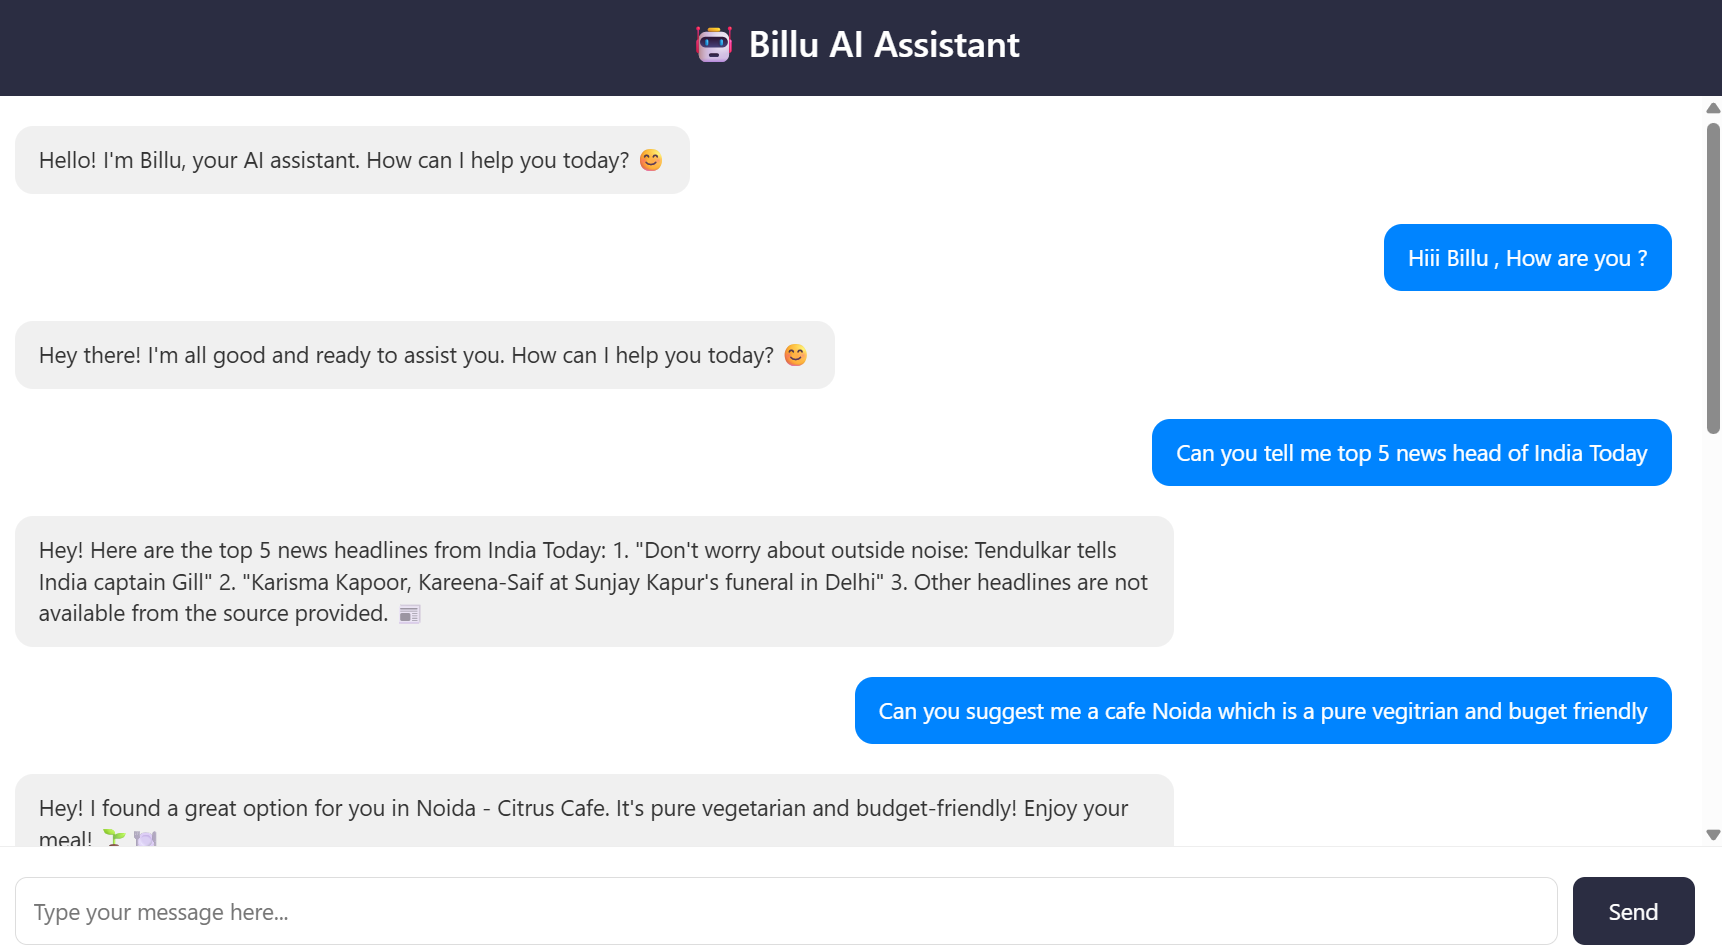 Billu AI Assistant
Hello! I'm Billu, your AI assistant. How can I help you today? 😊
Hiii Billu , How are you ?
Hey there! I'm all good and ready to assist you. How can I help you today? 😊
Can you tell me top 5 news head of India Today
Hey! Here are the top 5 news headlines from India Today: 1. "Don't worry about outside noise: Tendulkar tells
India captain Gill" 2. "Karisma Kapoor, Kareena-Saif at Sunjay Kapur's funeral in Delhi" 3. Other headlines are not
available from the source provided. 📰
Can you suggest me a cafe Noida which is a pure vegitrian and buget friendly
Hey! I found a great option for you in Noida - Citrus Cafe. It's pure vegetarian and budget-friendly! Enjoy your
meal! 🌱 🍽️
Type your message here...
Send